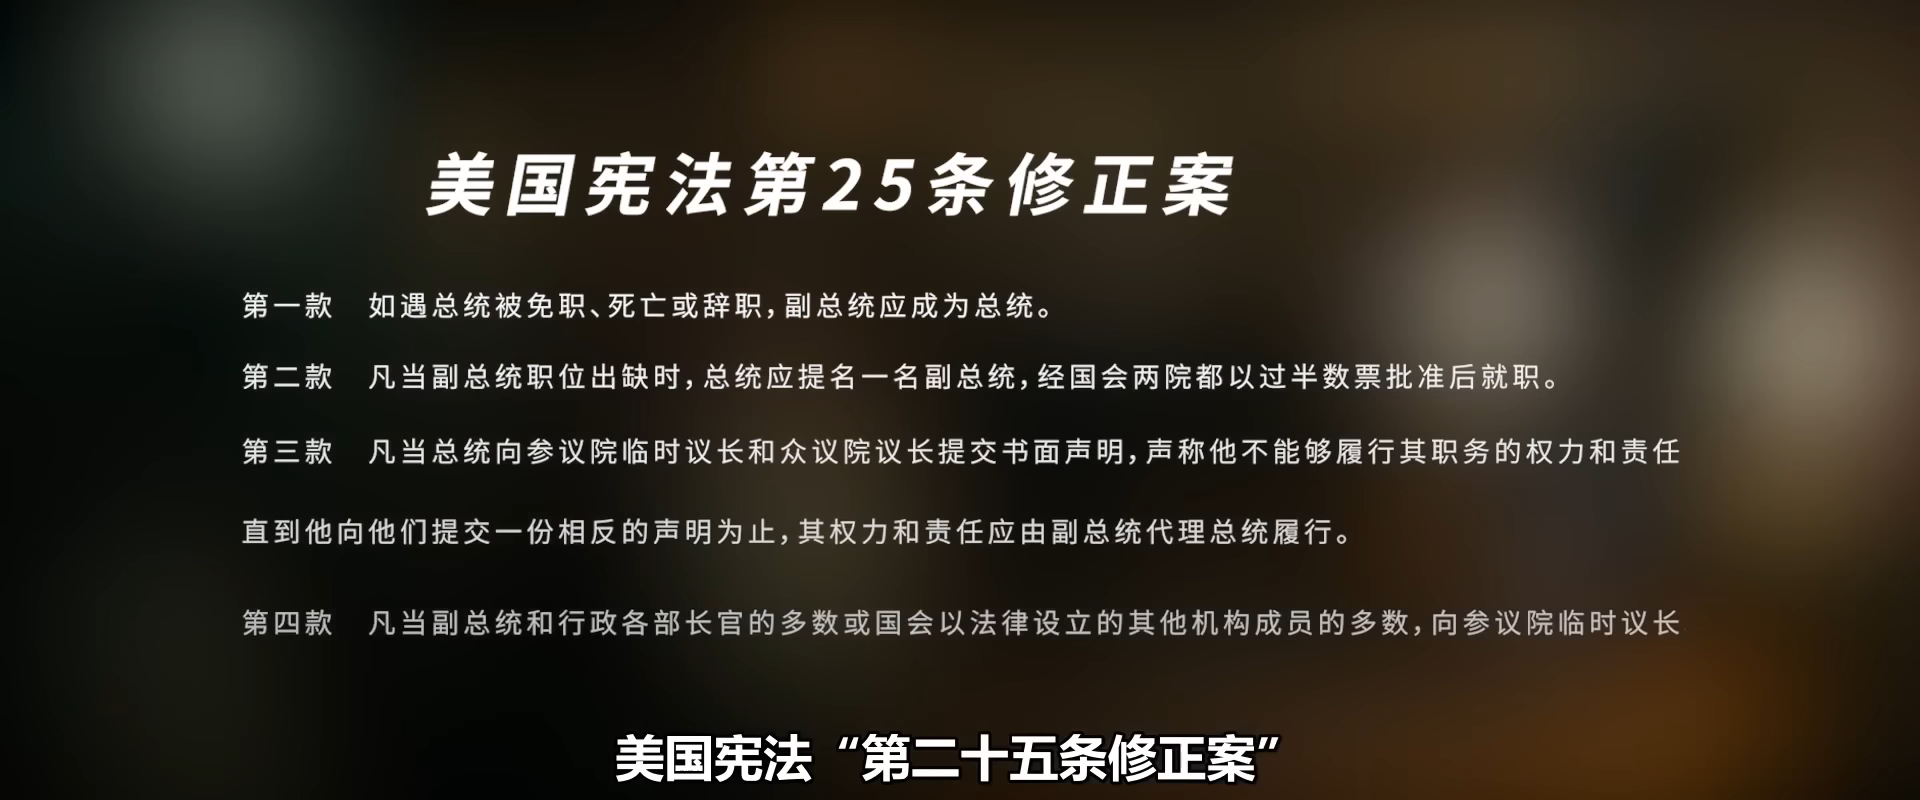 美国宪法第25条修正案
第一款 如遇总统被免职、死亡或辞职,副总统应成为总统。
第二款 凡当副总统职位出缺时,总统应提名一名副总统,经国会两院都以过半数票批准后就职。
第三款 凡当总统向参议院临时议长和众议院议长提交书面声明,声称他不能够履行其职务的权力和责任
直到他向他们提交一份相反的声明为止,其权力和责任应由副总统代理总统履行。
第四款 凡当副总统和行政各部长官的多数或国会以法律设立的其他机构成员的多数,向参议院临时议长
美国宪法“第二十五条修正案”